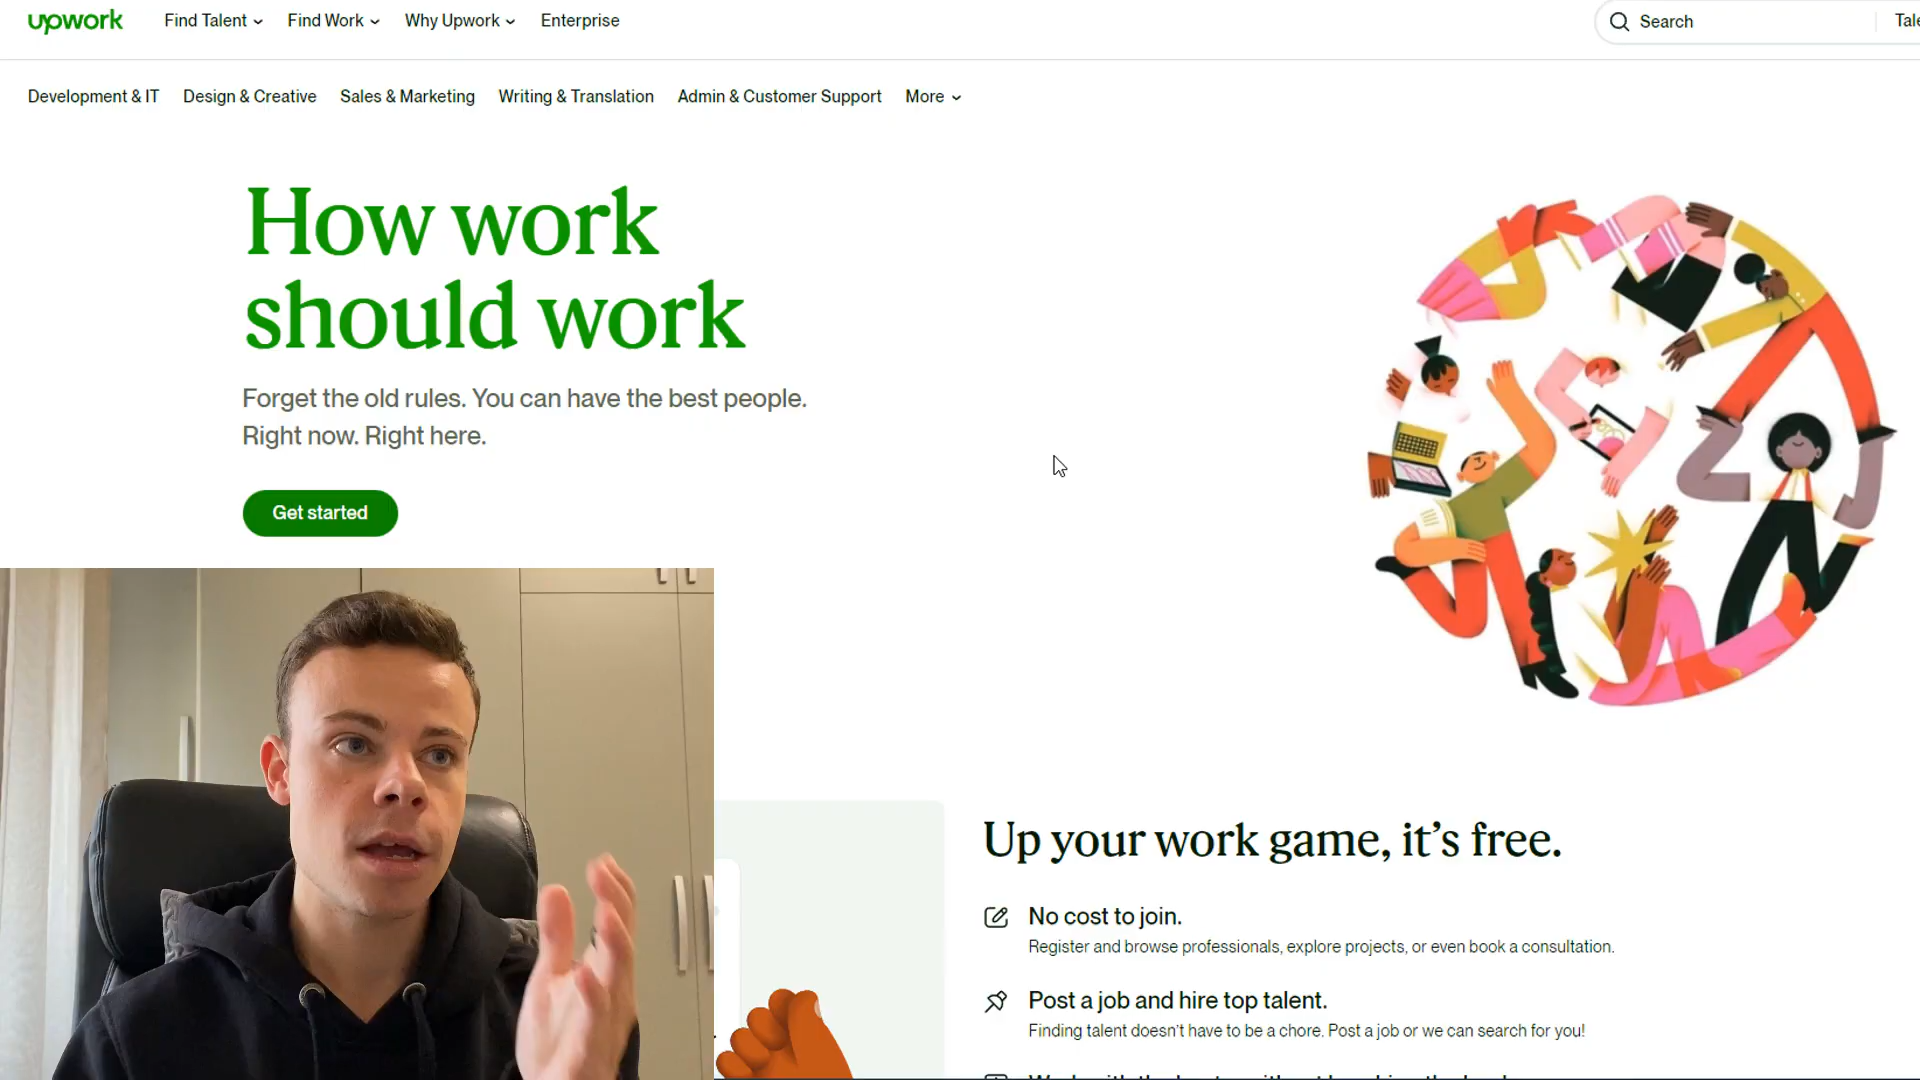 upwork
Find Talent
Find Work
Why Upwork
Enterprise
Search
Development & IT
Design & Creative
Sales & Marketing
Writing & Translation
Admin & Customer Support
More
How work
should work
Forget the old rules. You can have the best people.
Right now. Right here.
Get started
Up your work game, it’s free.
No cost to join.
Register and browse professionals, explore projects, or even book a consultation.
Post a job and hire top talent.
Finding talent doesn’t have to be a chore. Post a job or we can search for you!